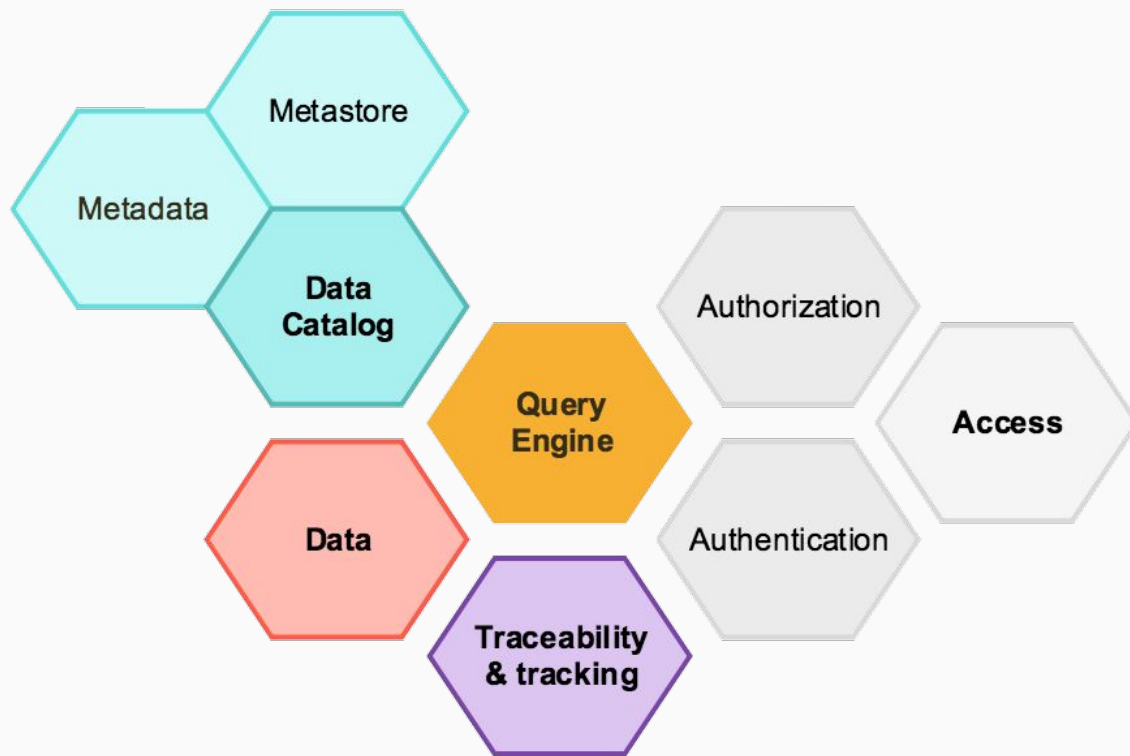 Metastore
Metadata
Data
Catalog
Authorization
Query
Engine
Access
Data
Authentication
Traceability
& tracking